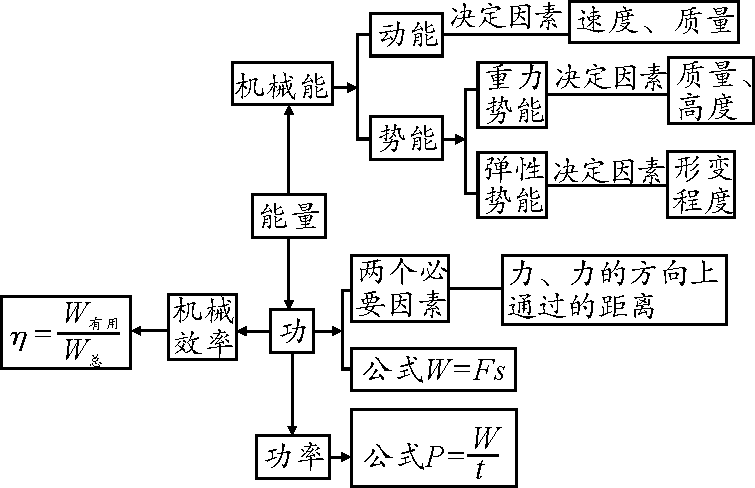 动能
决定因素
速度、质量
机械能
重力
势能
决定因素
质量、
高度
势能
弹性
势能
决定因素
形变
程度
能量
两个必
要因素
力、力的方向上
通过的距离
η=W有用/W总
机械
效率
功
公式W=Fs
功率
公式P=W/t